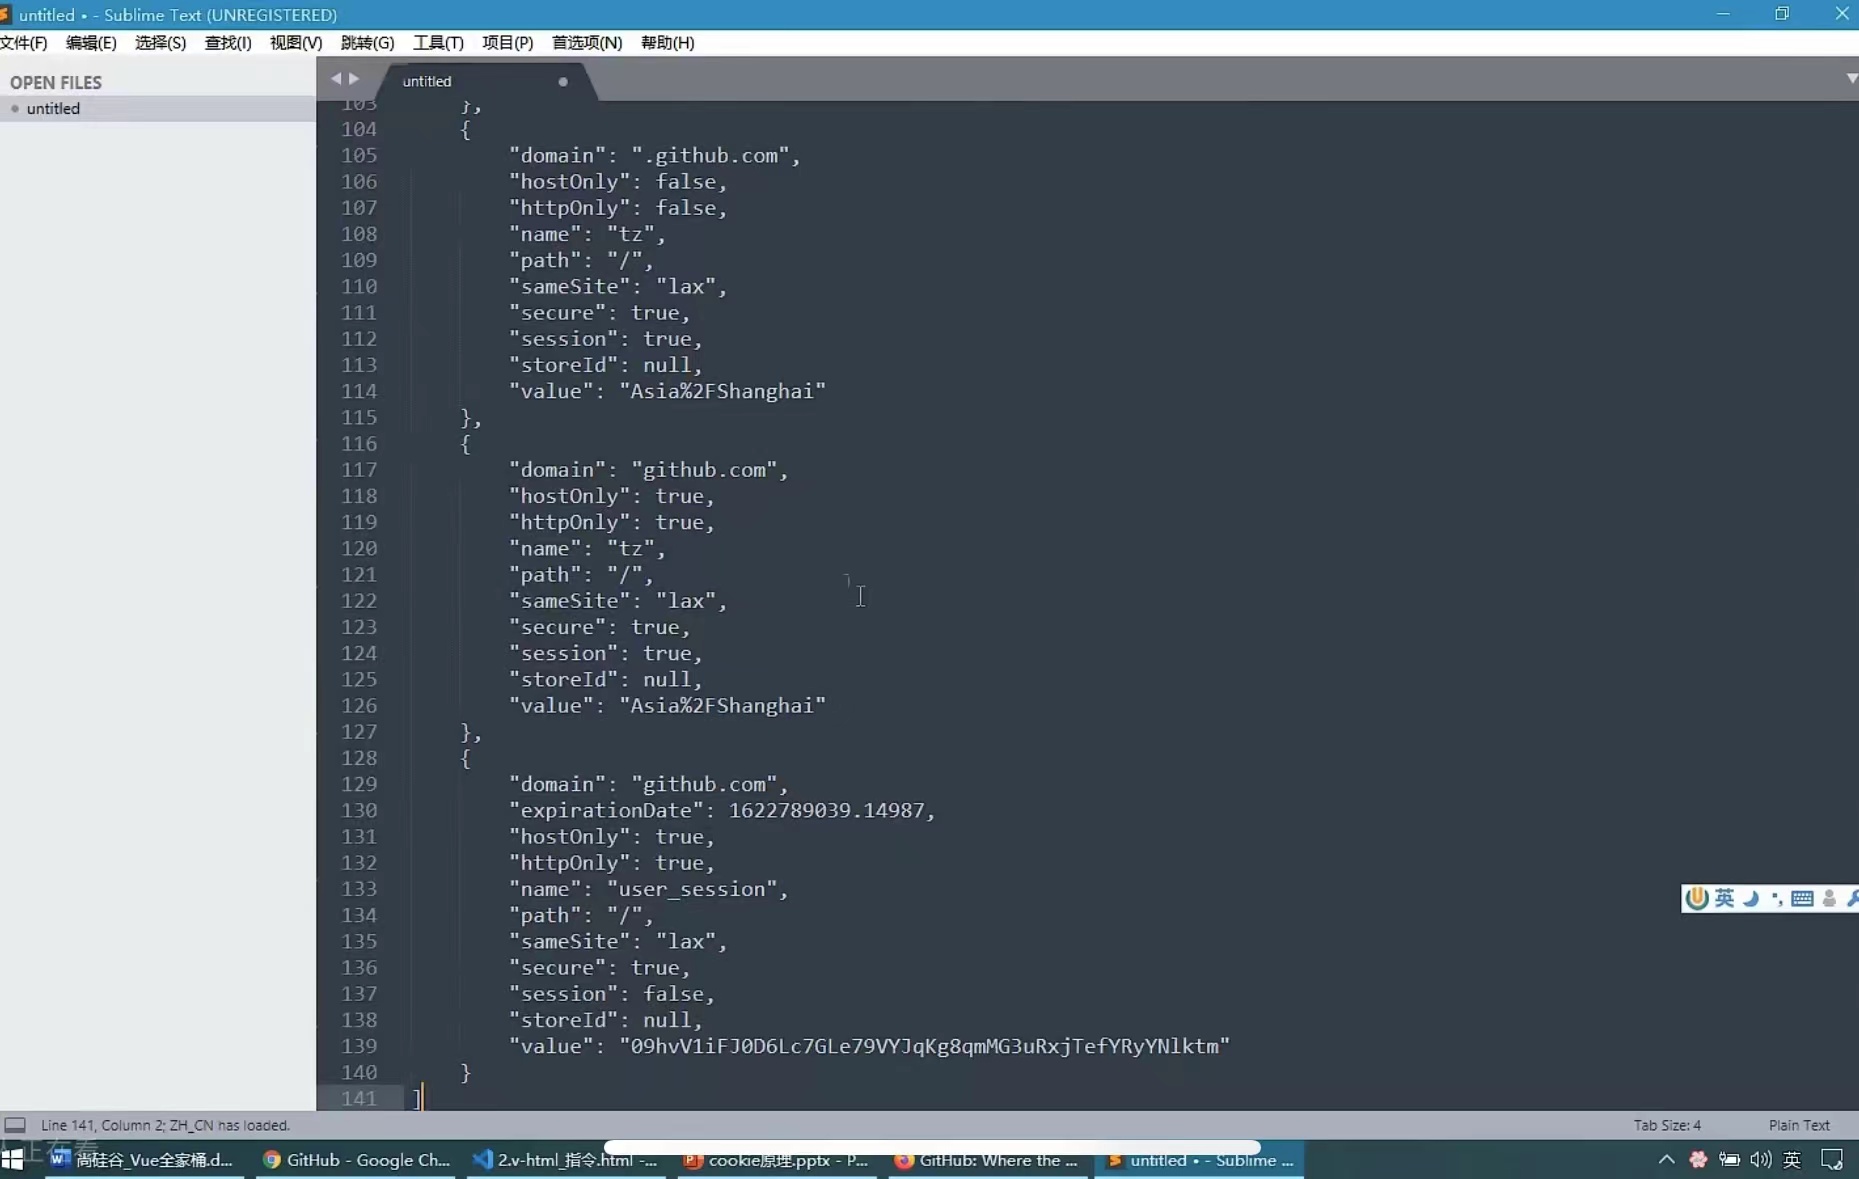 untitled • - Sublime Text (UNREGISTERED)
文件(F) 编辑(E) 选择(S) 查找(I) 视图(V) 跳转(G) 工具(T) 项目(P) 首选项(N) 帮助(H)
OPEN FILES
untitled
untitled
103 },
104 {
105 "domain": ".github.com",
106 "hostOnly": false,
107 "httpOnly": false,
108 "name": "tz",
109 "path": "/",
110 "sameSite": "lax",
111 "secure": true,
112 "session": true,
113 "storeId": null,
114 "value": "Asia%2FShanghai"
115 },
116 {
117 "domain": "github.com",
118 "hostOnly": true,
119 "httpOnly": true,
120 "name": "tz",
121 "path": "/",
122 "sameSite": "lax",
123 "secure": true,
124 "session": true,
125 "storeId": null,
126 "value": "Asia%2FShanghai"
127 },
128 {
129 "domain": "github.com",
130 "expirationDate": 1622789039.14987,
131 "hostOnly": true,
132 "httpOnly": true,
133 "name": "user_session",
134 "path": "/",
135 "sameSite": "lax",
136 "secure": true,
137 "session": false,
138 "storeId": null,
139 "value": "09hvV1iFJ0D6Lc7GLe79VYJqKg8qmMG3uRxjTefYRyYNlktm"
140 }
141 ]
英
Line 141, Column 2; ZH_CN has loaded.
Tab Size: 4
Plain Text
正在看
尚硅谷_Vue全家桶.d...
GitHub - Google Ch...
2.v-html_指令.html -...
cookie原理.pptx - P...
GitHub: Where the ...
untitled • - Sublime ...
英